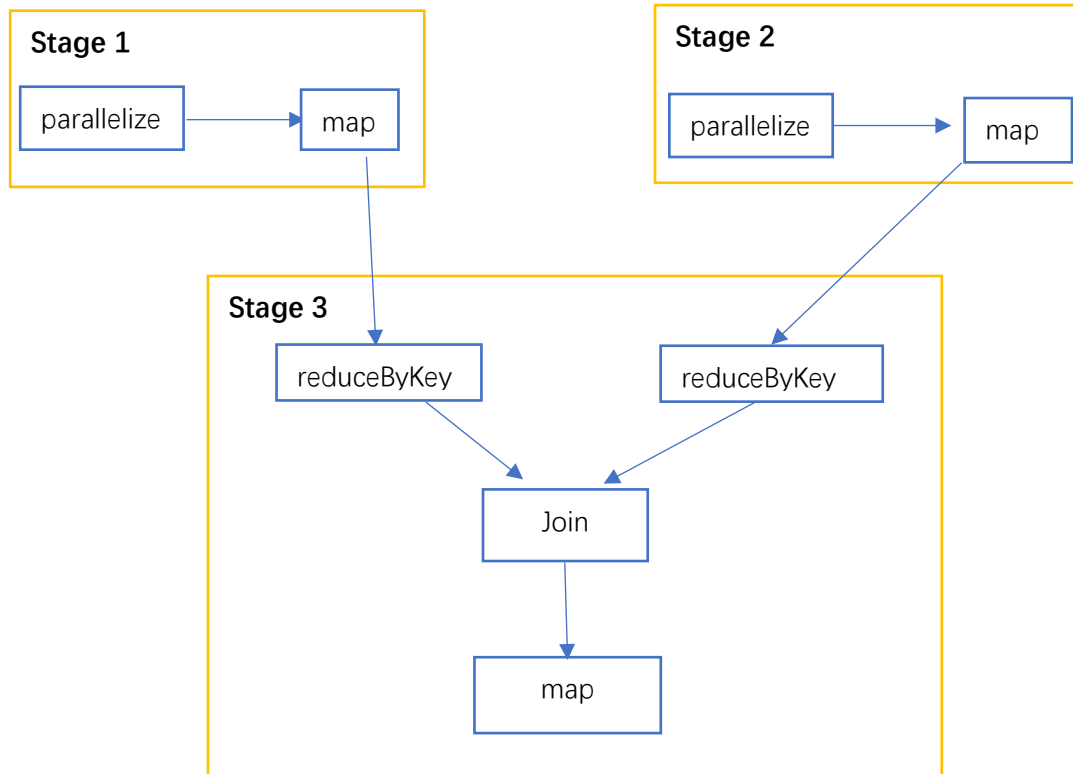 Stage 1
parallelize
map
Stage 2
parallelize
map
Stage 3
reduceByKey
reduceByKey
Join
map